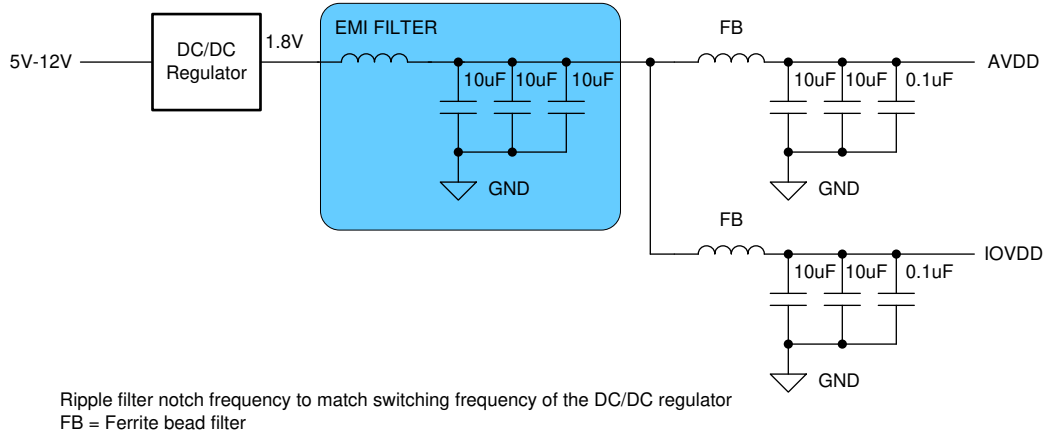 EMI FILTER
FB
5V-12V
DC/DC
Regulator
1.8V
10uF 10uF 10uF
10uF 10uF 0.1uF
AVDD
GND
GND
FB
10uF 10uF 0.1uF
IOVDD
GND
Ripple filter notch frequency to match switching frequency of the DC/DC regulator
FB = Ferrite bead filter